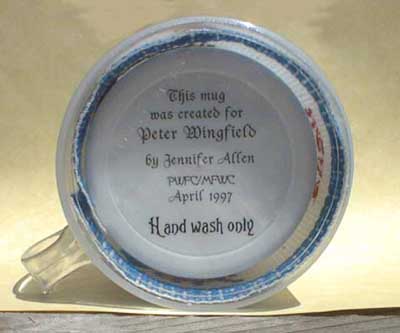 This mug
was created for
Peter Wingfield
by Jennifer Allen
PWFC/MFWC
April 1997
Hand wash only